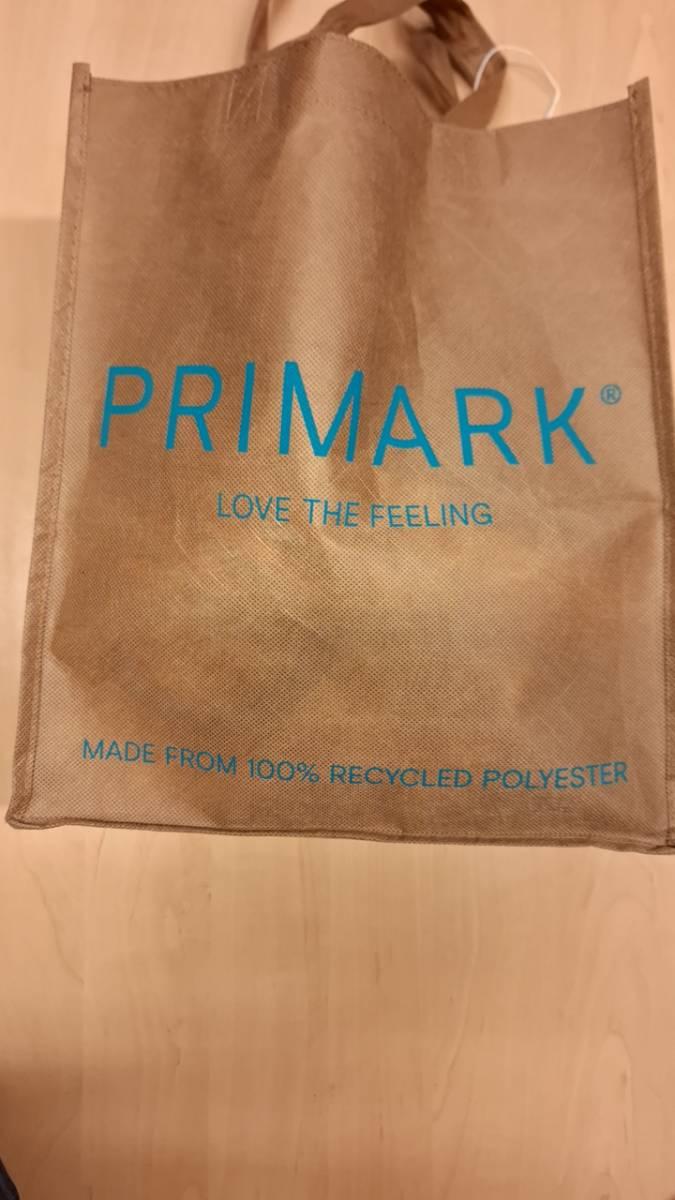 PRIMARK®
LOVE THE FEELING
MADE FROM 100% RECYCLED POLYESTER